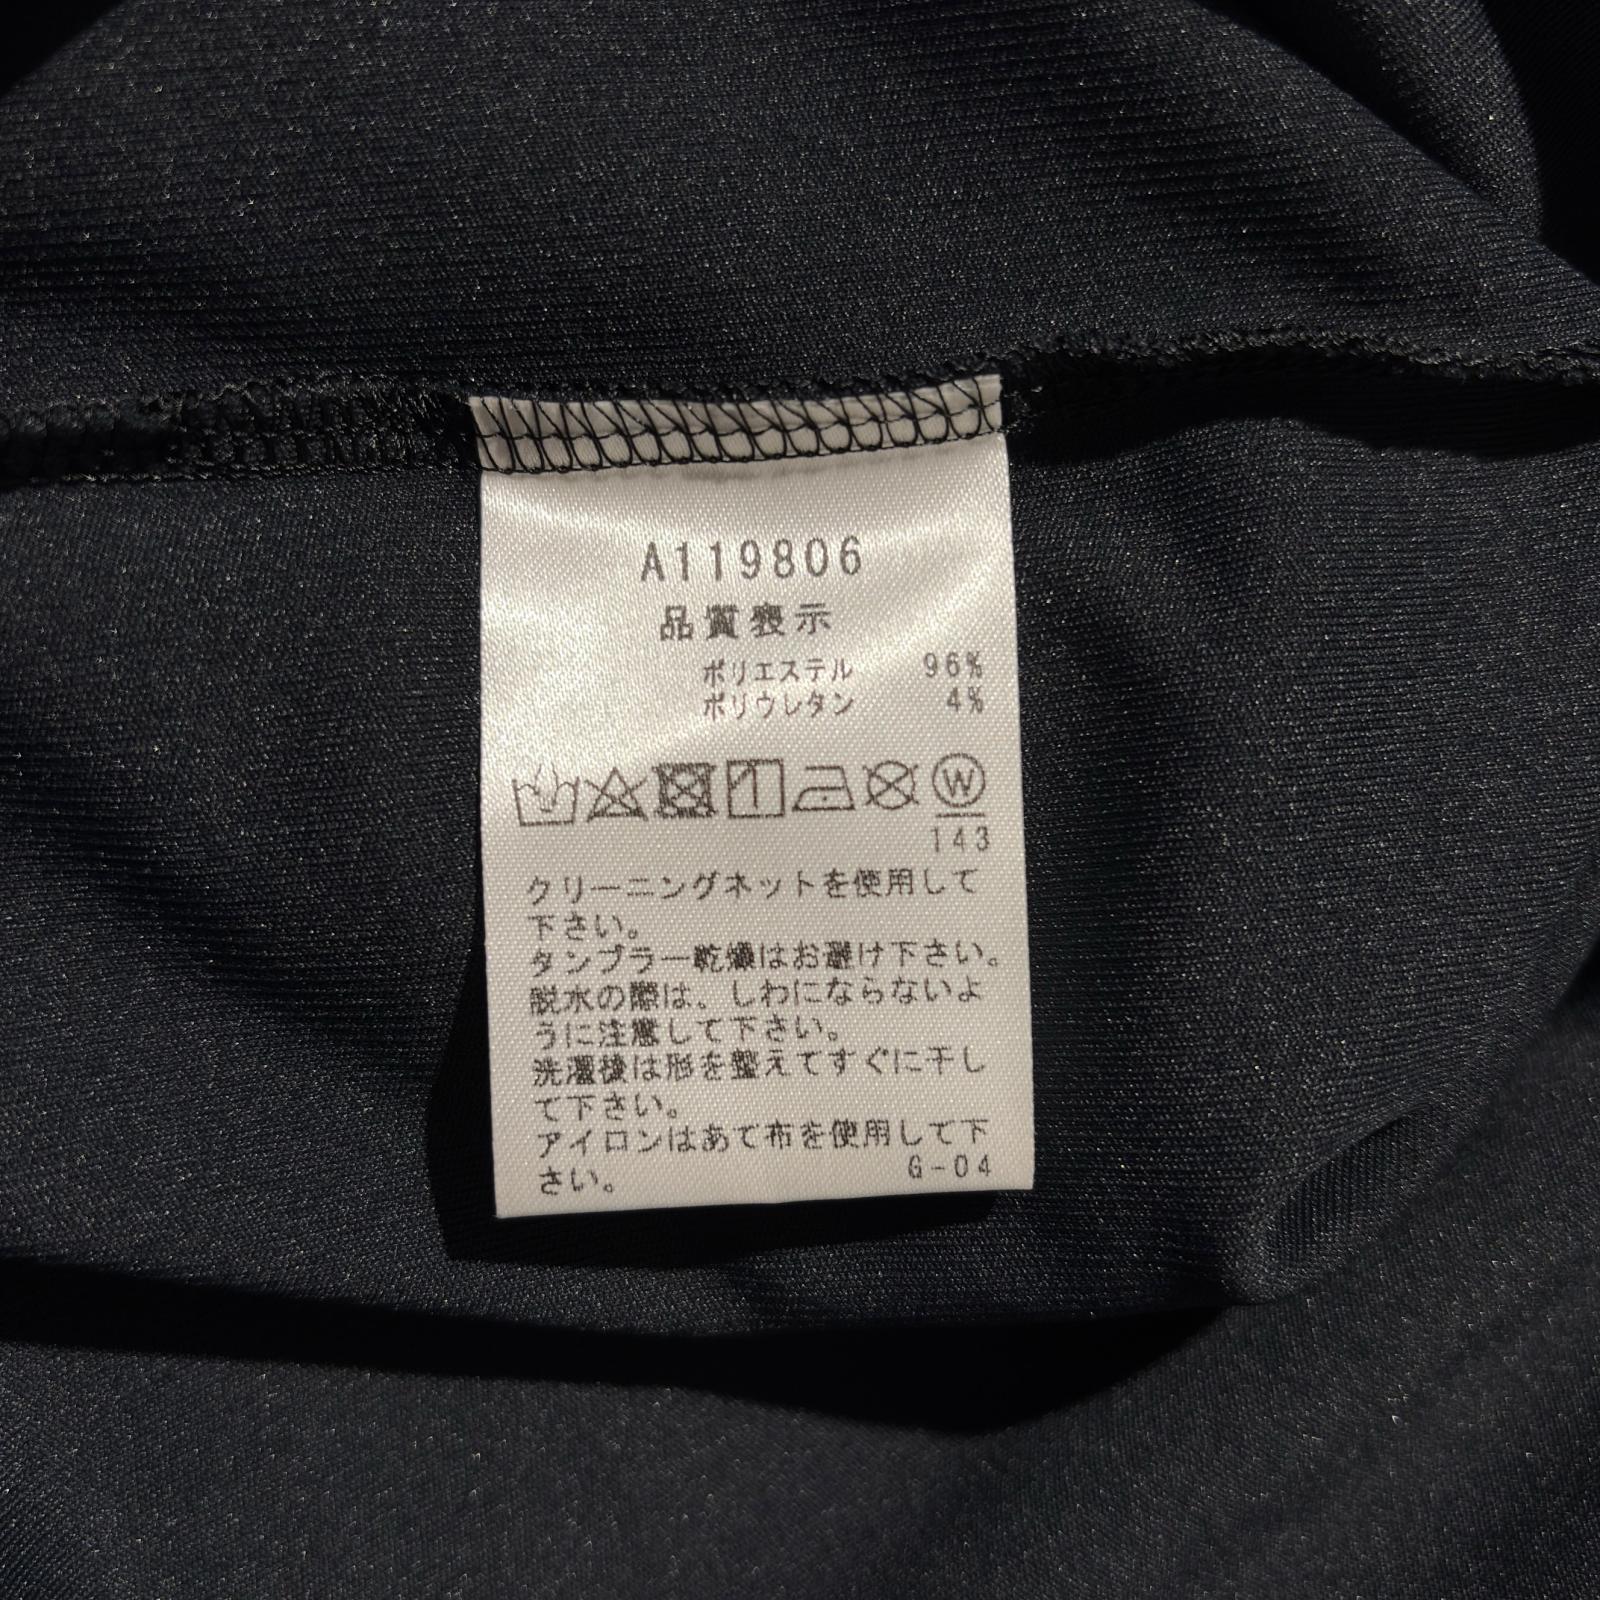 A119806
品質表示
ポリエステル 96%
ポリウレタン 4%
W
143
クリーニングネットを使用して
下さい。
タンブラー乾燥はお避け下さい。
脱水の際は、しわにならないよ
うに注意して下さい。
洗濯後は形を整えてすぐに干し
て下さい。
アイロンはあて布を使用して下
さい。 G-04